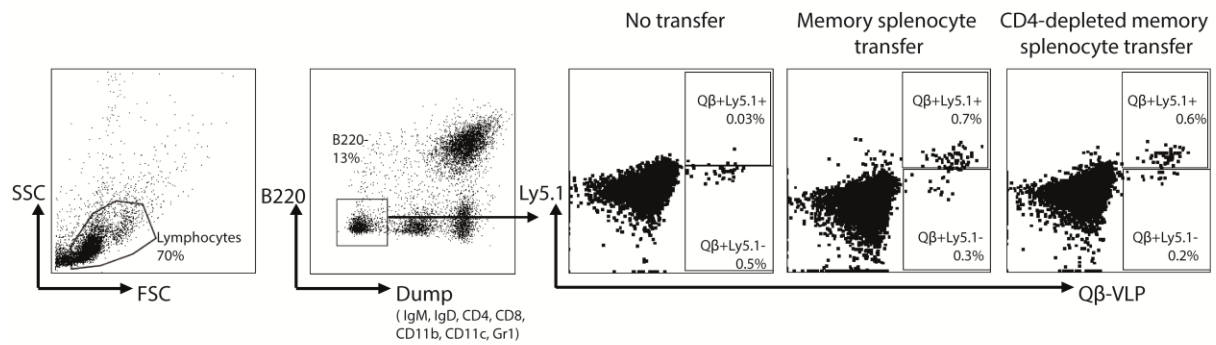 No transfer
Memory splenocyte
transfer
CD4-depleted memory
splenocyte transfer
SSC
Lymphocytes
70%
FSC
B220
B220-
13%
Dump
( IgM, IgD, CD4, CD8,
CD11b, CD11c, Gr1)
Ly5.1
Qβ+Ly5.1+
0.03%
Qβ+Ly5.1-
0.5%
Qβ+Ly5.1+
0.7%
Qβ+Ly5.1-
0.3%
Qβ+Ly5.1+
0.6%
Qβ+Ly5.1-
0.2%
Qβ-VLP